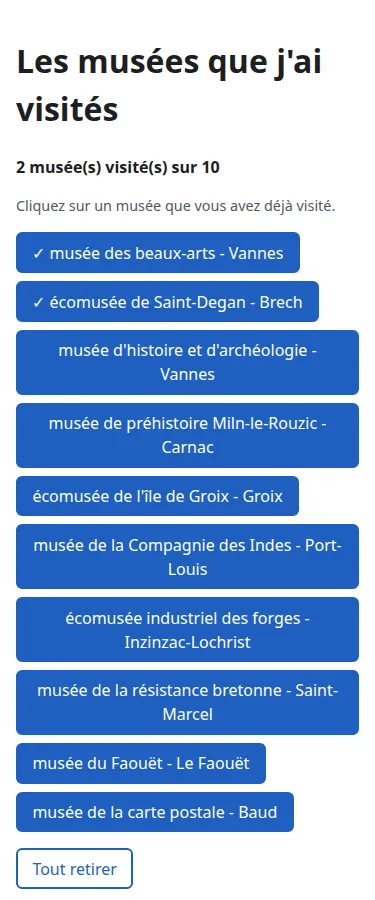 Les musées que j'ai
visités
2 musée(s) visité(s) sur 10
Cliquez sur un musée que vous avez déjà visité.
✓ musée des beaux-arts - Vannes
✓ écomusée de Saint-Degan - Brech
musée d'histoire et d'archéologie -
Vannes
musée de préhistoire Miln-le-Rouzic -
Carnac
écomusée de l'île de Groix - Groix
musée de la Compagnie des Indes - Port-
Louis
écomusée industriel des forges -
Inzinzac-Lochrist
musée de la résistance bretonne - Saint-
Marcel
musée du Faouët - Le Faouët
musée de la carte postale - Baud
Tout retirer